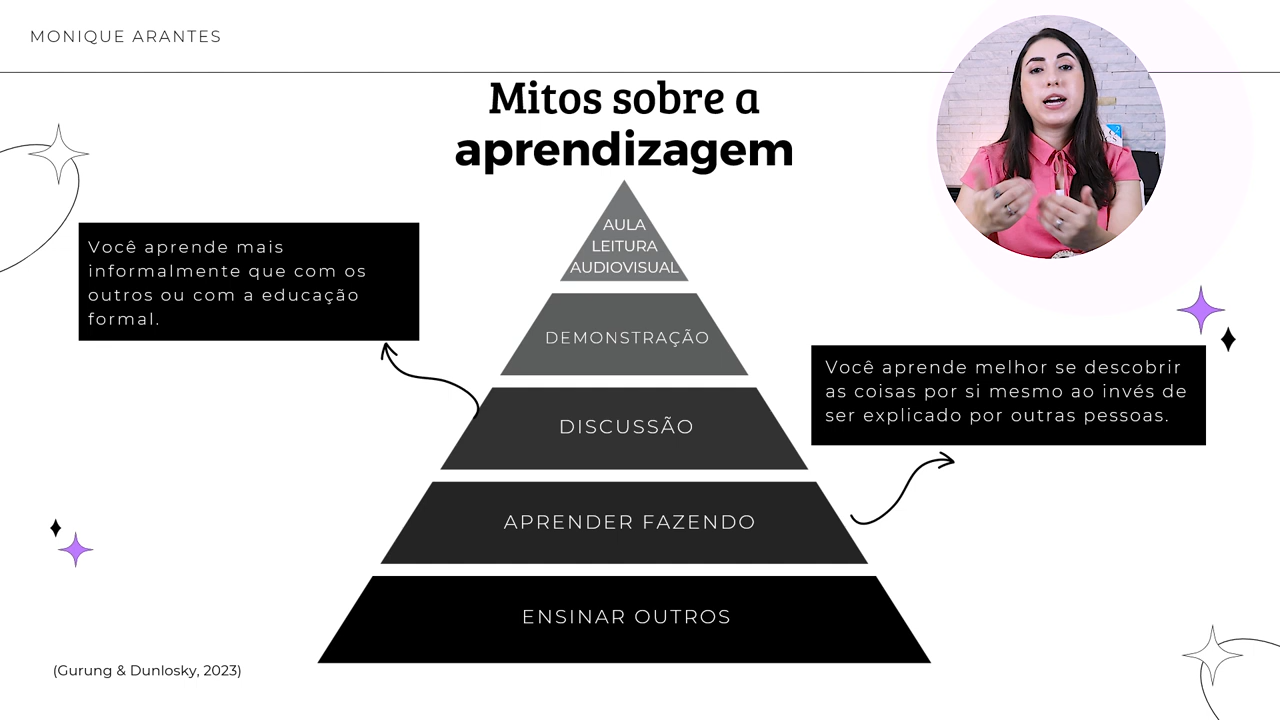 MONIQUE ARANTES
Mitos sobre a
aprendizagem
AULA
LEITURA
AUDIOVISUAL
Você aprende mais
informalmente que com os
outros ou com a educação
formal.
DEMONSTRAÇÃO
Você aprende melhor se descobrir
as coisas por si mesmo ao invés de
ser explicado por outras pessoas.
DISCUSSÃO
APRENDER FAZENDO
ENSINAR OUTROS
(Gurung & Dunlosky, 2023)